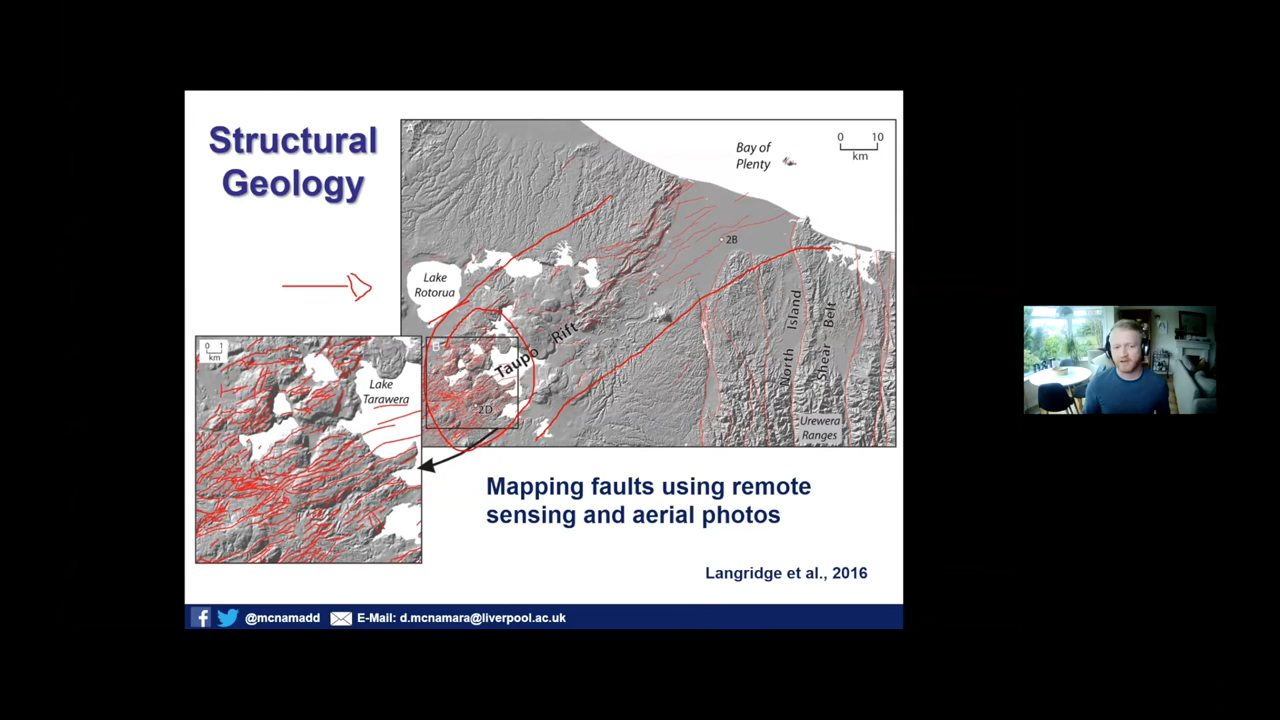 Structural
Geology
Bay of
Plenty
0 10
km
2B
Lake
Rotorua
Taupo Rift
North Island
Shear Belt
Urewera
Ranges
2D
0 1
km
Lake
Tarawera
Mapping faults using remote
sensing and aerial photos
Langridge et al., 2016
@mcnamadd E-Mail: d.mcnamara@liverpool.ac.uk